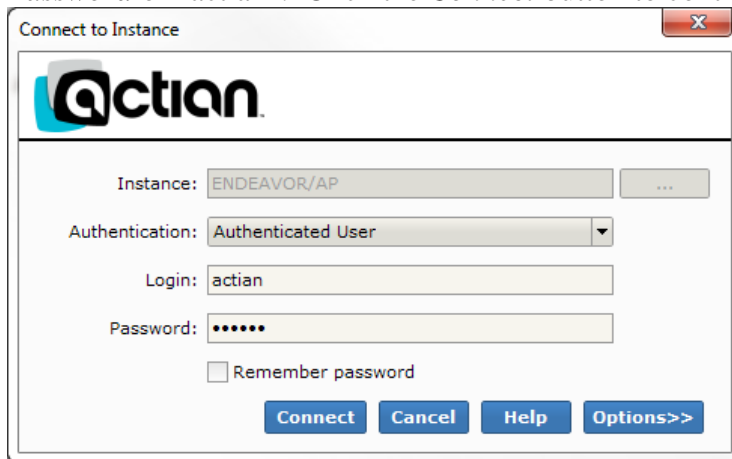 Connect to Instance
actian
Instance: ENDEAVOR/AP ...
Authentication: Authenticated User
Login: actian
Password: ••••••
Remember password
Connect Cancel Help Options>>